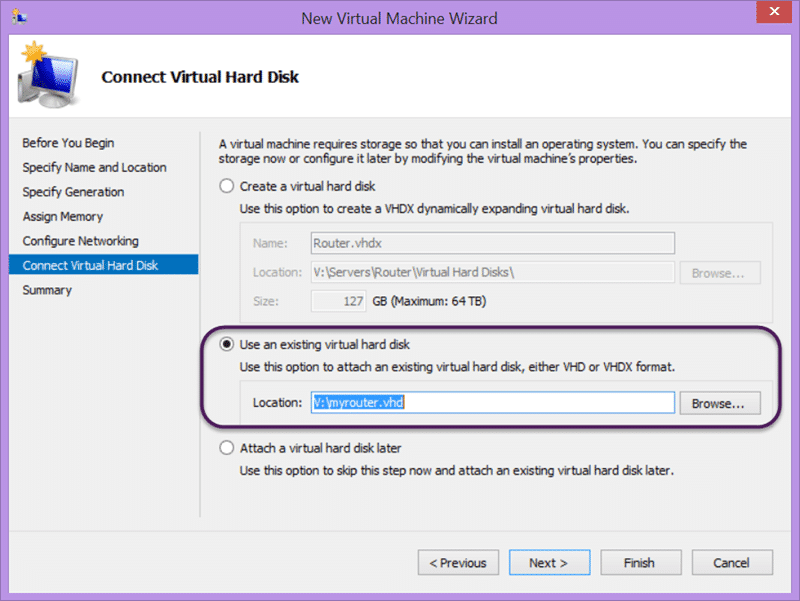 New Virtual Machine Wizard
Connect Virtual Hard Disk
Before You Begin
Specify Name and Location
Specify Generation
Assign Memory
Configure Networking
Connect Virtual Hard Disk
Summary
A virtual machine requires storage so that you can install an operating system. You can specify the
storage now or configure it later by modifying the virtual machine's properties.
Create a virtual hard disk
Use this option to create a VHDX dynamically expanding virtual hard disk.
Name: Router.vhdx
Location: V:\Servers\Router\Virtual Hard Disks\ Browse...
Size: 127 GB (Maximum: 64 TB)
Use an existing virtual hard disk
Use this option to attach an existing virtual hard disk, either VHD or VHDX format.
Location: V:\myrouter.vhd Browse...
Attach a virtual hard disk later
Use this option to skip this step now and attach an existing virtual hard disk later.
< Previous Next > Finish Cancel